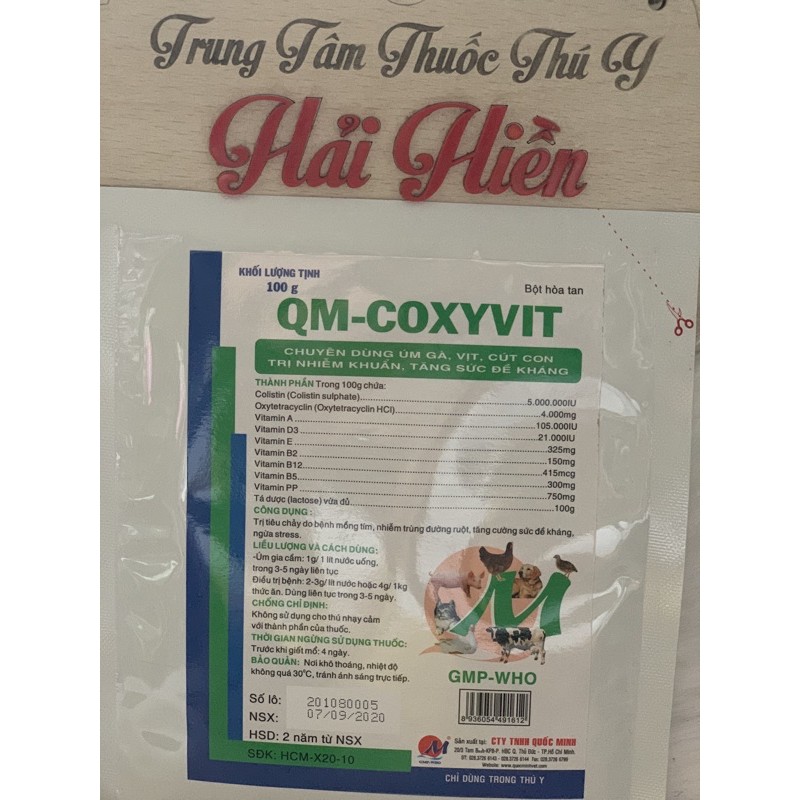 Trung Tâm Thuốc Thú Y
Hải Hiền
KHỐI LƯỢNG TỊNH
100 g
Bột hòa tan
QM-COXYVIT
CHUYÊN DÙNG ÚM GÀ, VỊT, CÚT CON
TRỊ NHIỄM KHUẨN, TĂNG SỨC ĐỀ KHÁNG
THÀNH PHẦN Trong 100g chứa:
Colistin (Colistin sulphate)....5.000.000IU
Oxytetracyclin (Oxytetracyclin HCl)....4.000mg
Vitamin A....105.000IU
Vitamin D3....21.000IU
Vitamin E....325mg
Vitamin B2....150mg
Vitamin B12....415mcg
Vitamin B5....300mg
Vitamin PP....750mg
Tá dược (lactose) vừa đủ....100g
CÔNG DỤNG :
Trị tiêu chảy do bệnh mồng tím, nhiễm trùng đường ruột, tăng cường sức đề kháng,
ngừa stress.
LIỀU LƯỢNG VÀ CÁCH DÙNG:
-Úm gia cầm: 1g/ 1 lít nước uống,
trong 3-5 ngày liên tục
Điều trị bệnh: 2-3g/ lít nước hoặc 4g/ 1kg
thức ăn. Dùng liên tục trong 3-5 ngày.
CHỐNG CHỈ ĐỊNH:
Không sử dụng cho thú nhạy cảm
với thành phần của thuốc.
THỜI GIAN NGỪNG SỬ DỤNG THUỐC:
Trước khi giết mổ: 4 ngày.
BẢO QUẢN: Nơi khô thoáng, nhiệt độ
không quá 30°C, tránh ánh sáng trực tiếp.
M
GMP-WHO
Số lô: 201080005
NSX: 07/09/2020
HSD: 2 năm từ NSX
SĐK: HCM-X20-10
8936054491612
Sản xuất tại: CTY TNHH QUỐC MINH
Website: www.quocminhvet.com
CHỈ DÙNG TRONG THÚ Y